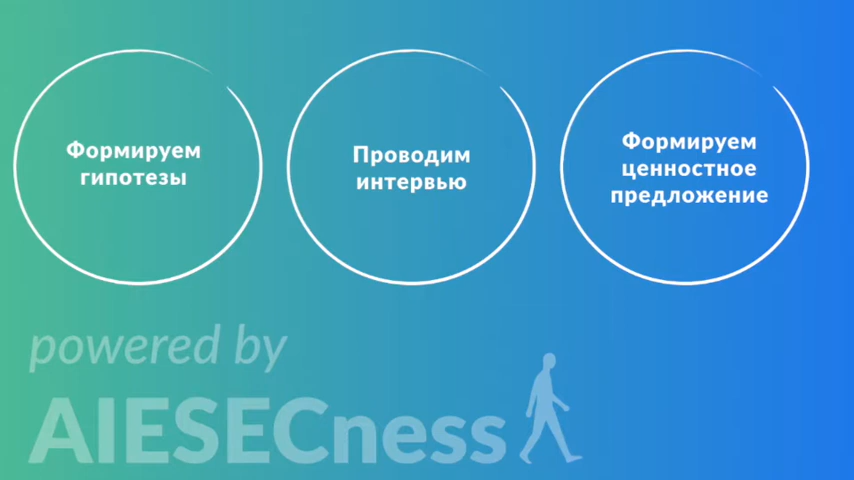 Формируем
гипотезы
Проводим
интервью
Формируем
ценностное
предложение
powered by
AIESECness